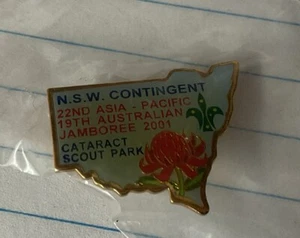 N.S.W. CONTINGENT
22ND ASIA - PACIFIC
19TH AUSTRALIAN
JAMBOREE 2001
CATARACT
SCOUT PARK